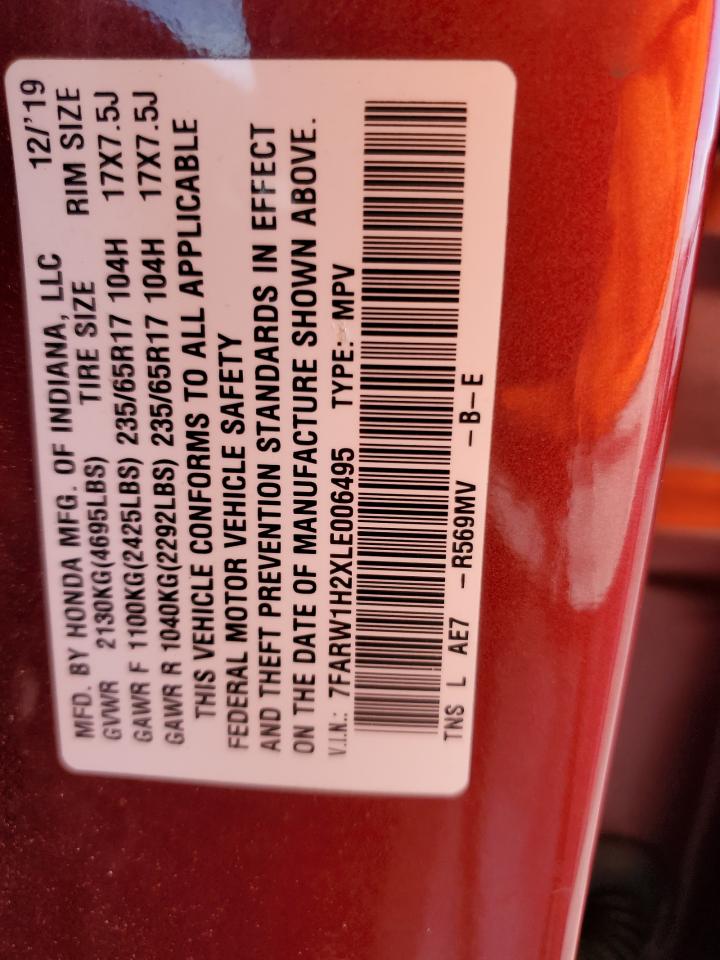 MFD. BY HONDA MFG. OF INDIANA, LLC 12/'19
GVWR 2130KG(4695LBS) TIRE SIZE RIM SIZE
GAWR F 1100KG(2425LBS) 235/65R17 104H 17X7.5J
GAWR R 1040KG(2292LBS) 235/65R17 104H 17X7.5J
THIS VEHICLE CONFORMS TO ALL APPLICABLE
FEDERAL MOTOR VEHICLE SAFETY
AND THEFT PREVENTION STANDARDS IN EFFECT
ON THE DATE OF MANUFACTURE SHOWN ABOVE.
V.I.N.: 7FARW1H2XLE006495 TYPE: MPV
TNS L AE7 -R569MV -B-E